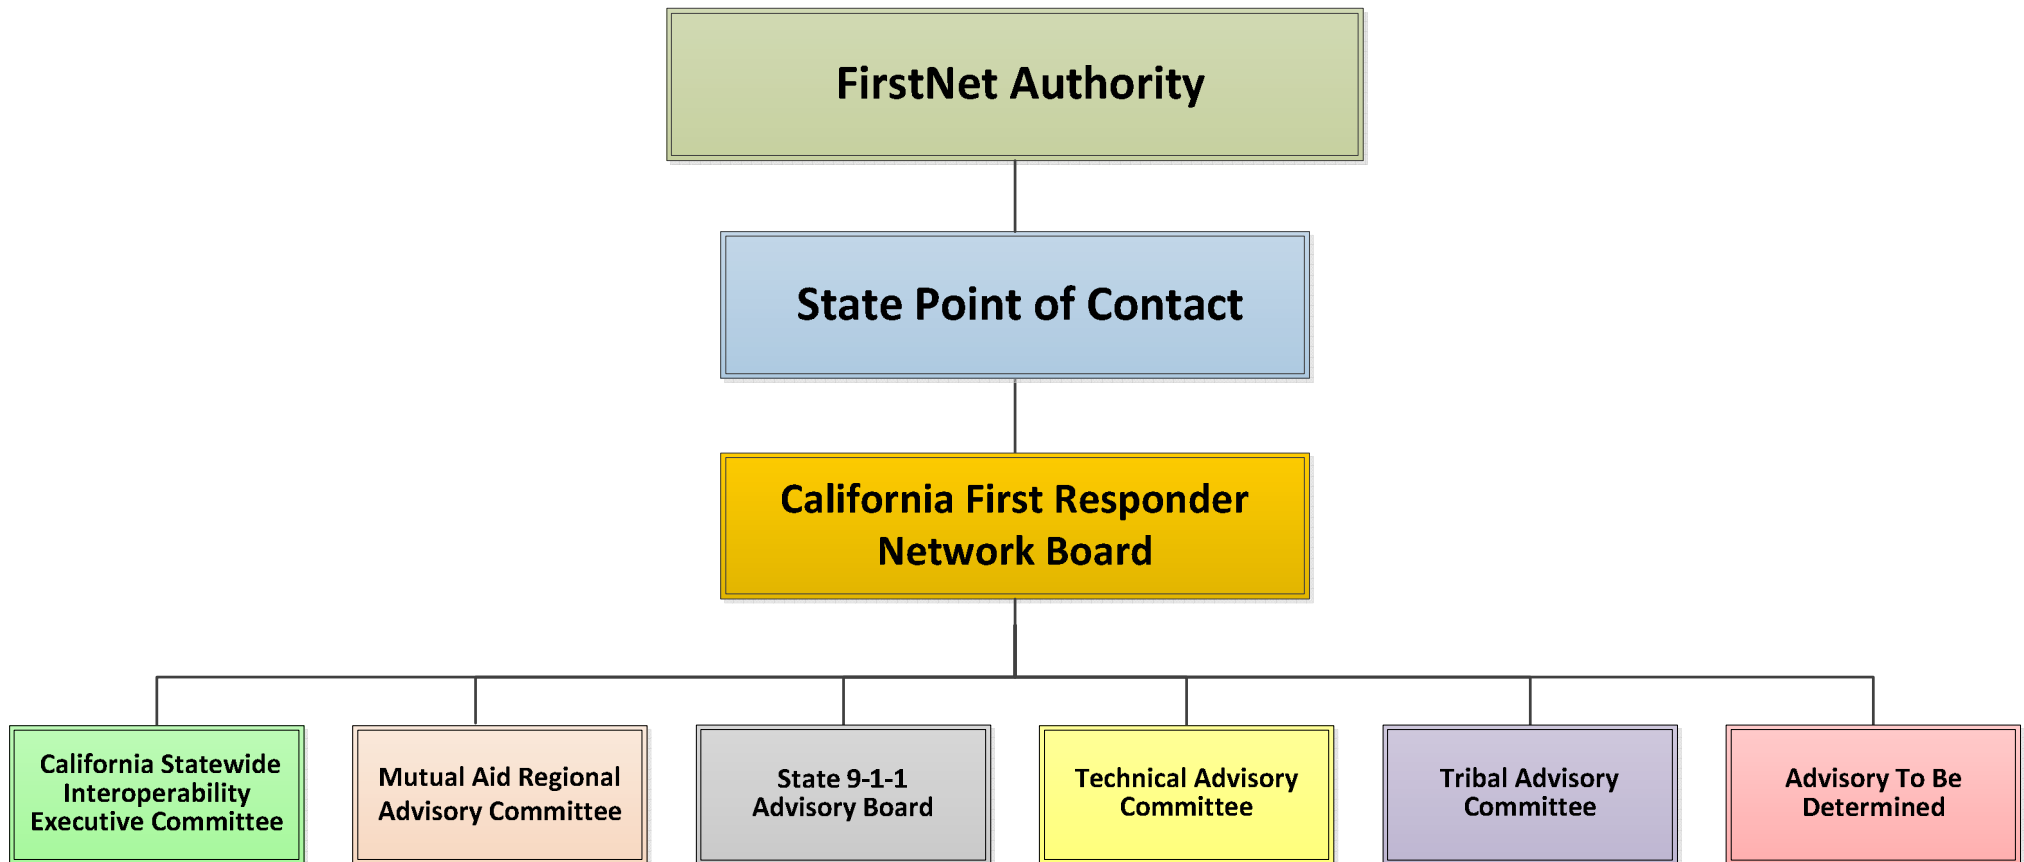 FirstNet Authority
State Point of Contact
California First Responder
Network Board
California Statewide
Interoperability
Executive Committee
Mutual Aid Regional
Advisory Committee
State 9-1-1
Advisory Board
Technical Advisory
Committee
Tribal Advisory
Committee
Advisory To Be
Determined